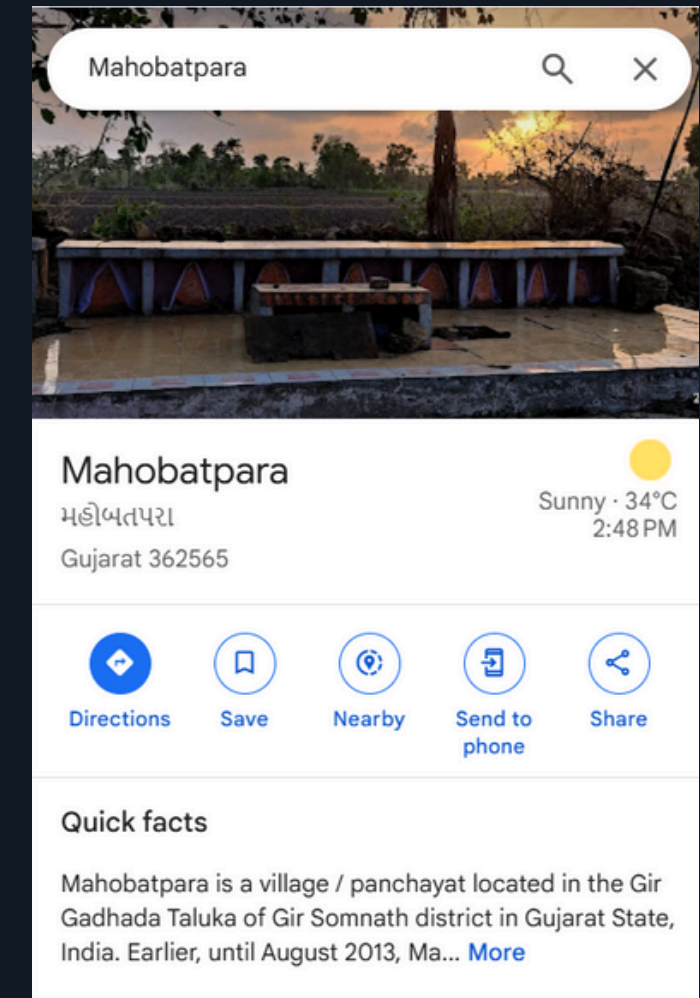 Mahobatpara
Mahobatpara
મહોબતપરા
Gujarat 362565
Sunny · 34°C
2:48 PM
Directions
Save
Nearby
Send to
phone
Share
Quick facts
Mahobatpara is a village / panchayat located in the Gir
Gadhada Taluka of Gir Somnath district in Gujarat State,
India. Earlier, until August 2013, Ma... More